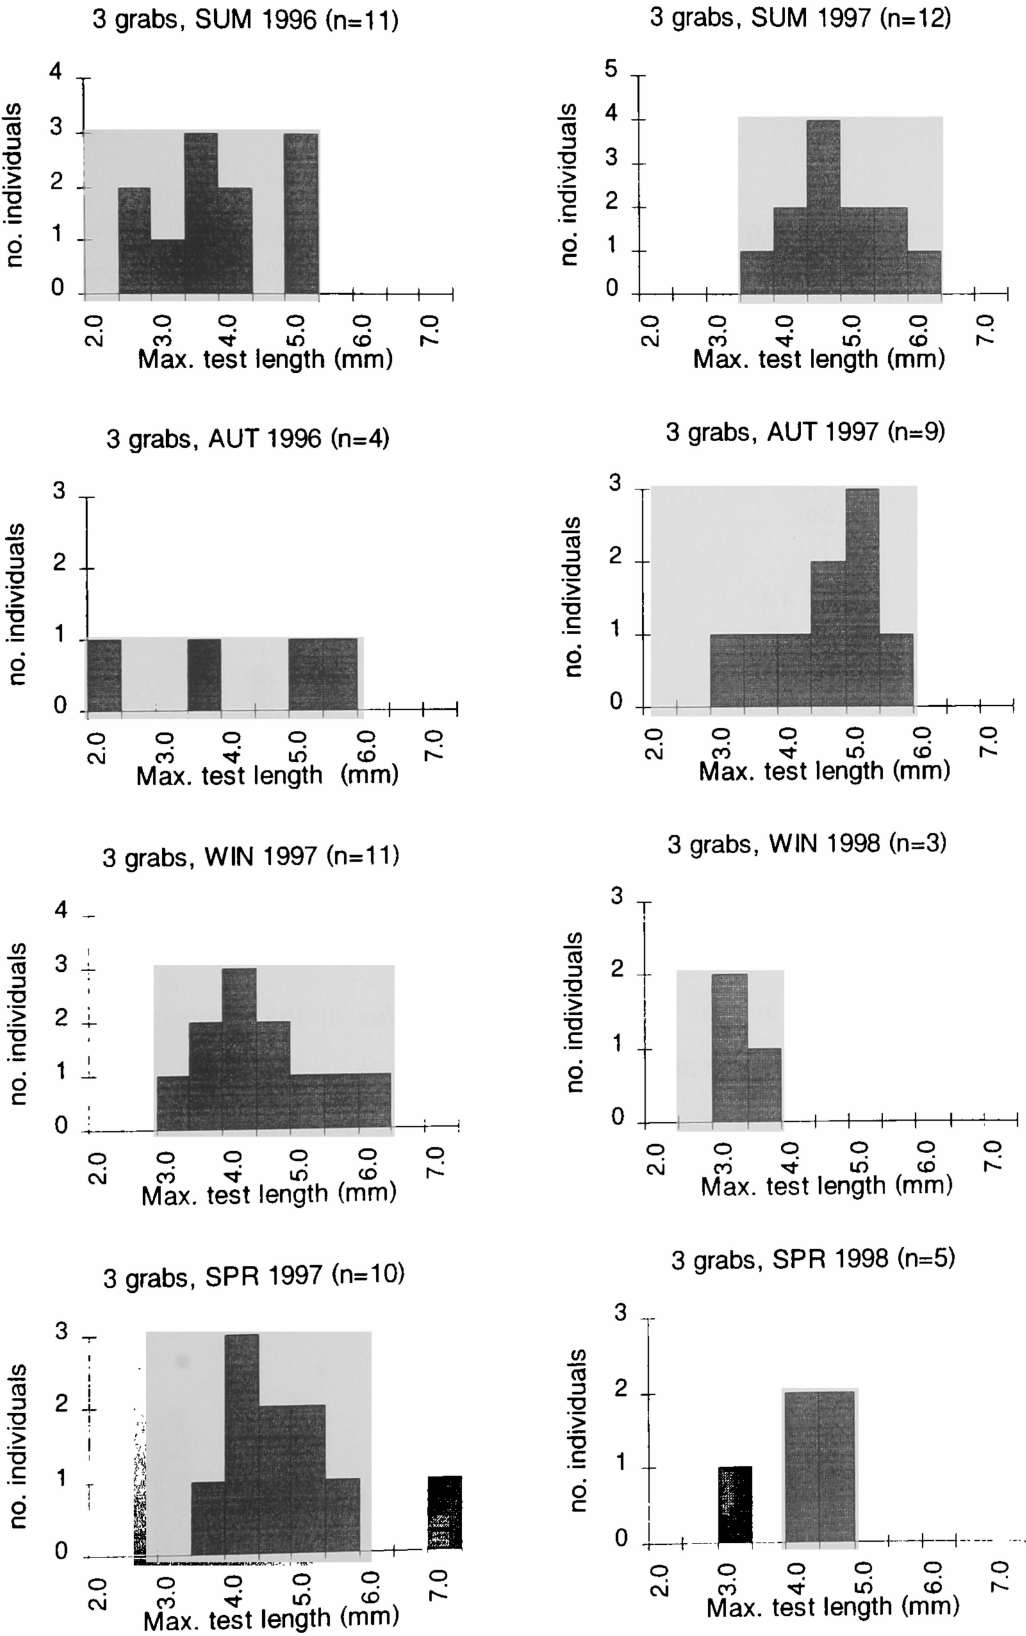 3 grabs, SUM 1996 (n=11)
4
3
2
1
0
no. individuals
2.0 3.0 4.0 5.0 6.0 7.0
Max. test length (mm)
3 grabs, SUM 1997 (n=12)
5
4
3
2
1
0
no. individuals
2.0 3.0 4.0 5.0 6.0 7.0
Max. test length (mm)
3 grabs, AUT 1996 (n=4)
3
2
1
0
no. individuals
2.0 3.0 4.0 5.0 6.0 7.0
Max. test length (mm)
3 grabs, AUT 1997 (n=9)
3
2
1
0
no. individuals
2.0 3.0 4.0 5.0 6.0 7.0
Max. test length (mm)
3 grabs, WIN 1997 (n=11)
4
3
2
1
0
no. individuals
2.0 3.0 4.0 5.0 6.0 7.0
Max. test length (mm)
3 grabs, WIN 1998 (n=3)
3
2
1
0
no. individuals
2.0 3.0 4.0 5.0 6.0 7.0
Max. test length (mm)
3 grabs, SPR 1997 (n=10)
3
2
1
0
no. individuals
2.0 3.0 4.0 5.0 6.0 7.0
Max. test length (mm)
3 grabs, SPR 1998 (n=5)
3
2
1
0
no. individuals
2.0 3.0 4.0 5.0 6.0 7.0
Max. test length (mm)